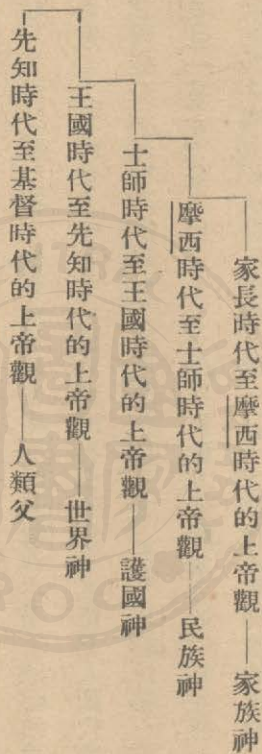 家長時代至摩西時代的上帝觀——家族神
摩西時代至士師時代的上帝觀——民族神
士師時代至王國時代的上帝觀——護國神
王國時代至先知時代的上帝觀——世界神
先知時代至基督時代的上帝觀——人類父